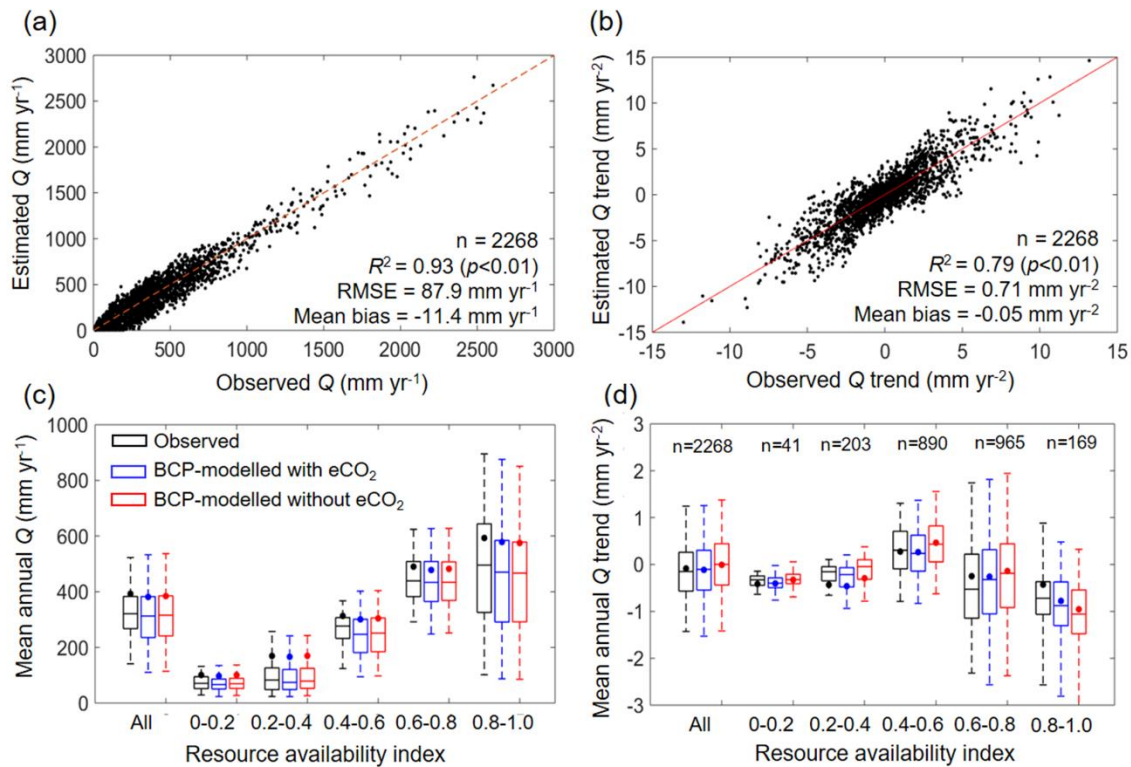 (a)
3000
2500
2000
1500
1000
500
0
0 500 1000 1500 2000 2500 3000
Estimated Q (mm yr-1)
Observed Q (mm yr-1)
n = 2268
R2 = 0.93 (p<0.01)
RMSE = 87.9 mm yr-1
Mean bias = -11.4 mm yr-1
(b)
15
10
5
0
-5
-10
-15
-15 -10 -5 0 5 10 15
Estimated Q trend (mm yr-2)
Observed Q trend (mm yr-2)
n = 2268
R2 = 0.79 (p<0.01)
RMSE = 0.71 mm yr-2
Mean bias = -0.05 mm yr-2
(c)
1000
800
600
400
200
0
Mean annual Q (mm yr-1)
Observed
BCP-modelled with eCO2
BCP-modelled without eCO2
All 0-0.2 0.2-0.4 0.4-0.6 0.6-0.8 0.8-1.0
Resource availability index
(d)
3
2
1
0
-1
-2
-3
Mean annual Q trend (mm yr-2)
n=2268 n=41 n=203 n=890 n=965 n=169
All 0-0.2 0.2-0.4 0.4-0.6 0.6-0.8 0.8-1.0
Resource availability index